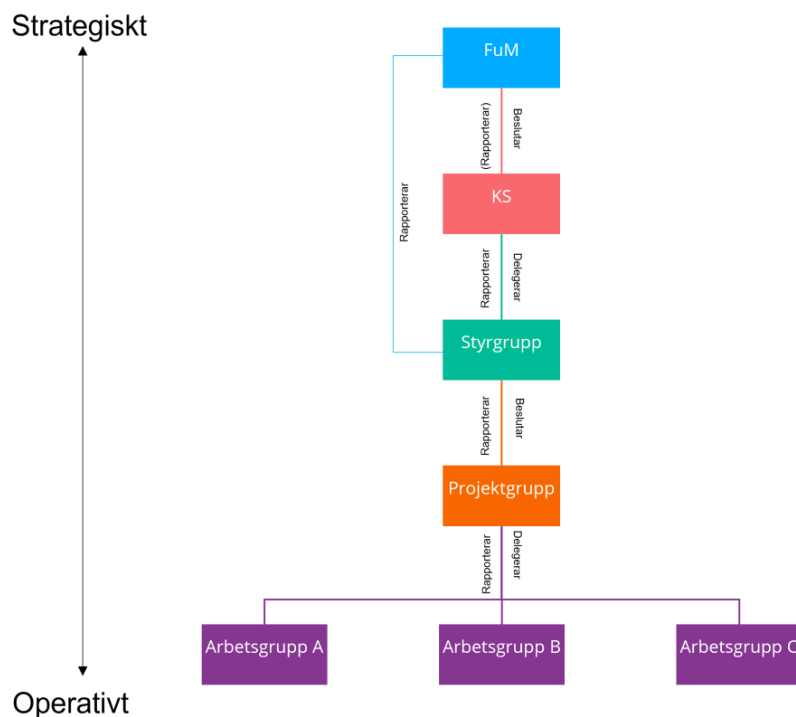 Strategiskt
FuM
(Rapporterar)
Beslutar
Rapporterar
KS
Rapporterar
Delegerar
Styrgrupp
Rapporterar
Beslutar
Projektgrupp
Rapporterar
Delegerar
Arbetsgrupp A
Arbetsgrupp B
Arbetsgrupp C
Operativt